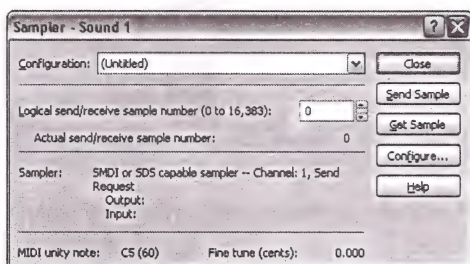 Sampler - Sound 1
Configuration: (Untitled)
Close
Send Sample
Logical send/receive sample number (0 to 16,383): 0
Get Sample
Actual send/receive sample number: 0
Configure...
Sampler: SMDI or SDS capable sampler -- Channel: 1, Send
Request
Help
Output:
Input:
MIDI unity note: C5 (60) Fine tune (cents): 0.000